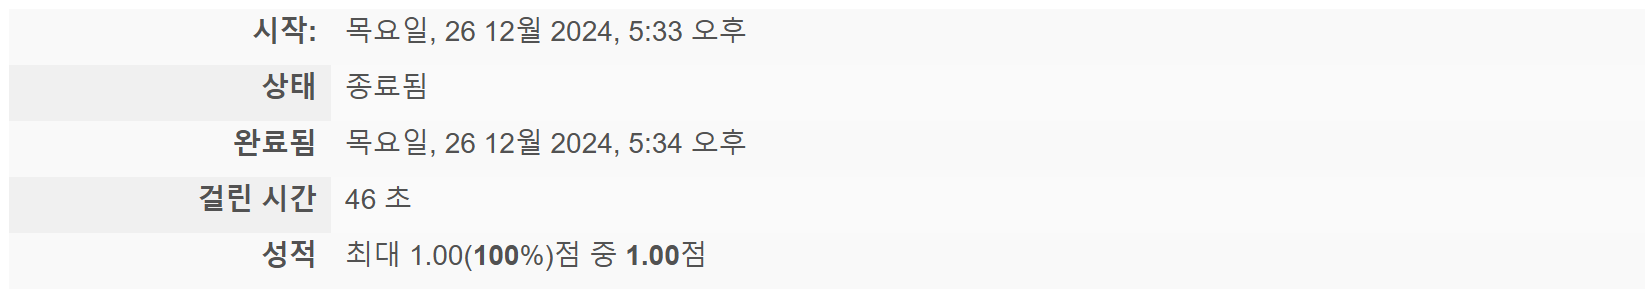 시작: 목요일, 26 12월 2024, 5:33 오후
상태 종료됨
완료됨 목요일, 26 12월 2024, 5:34 오후
걸린 시간 46 초
성적 최대 1.00(100%)점 중 1.00점